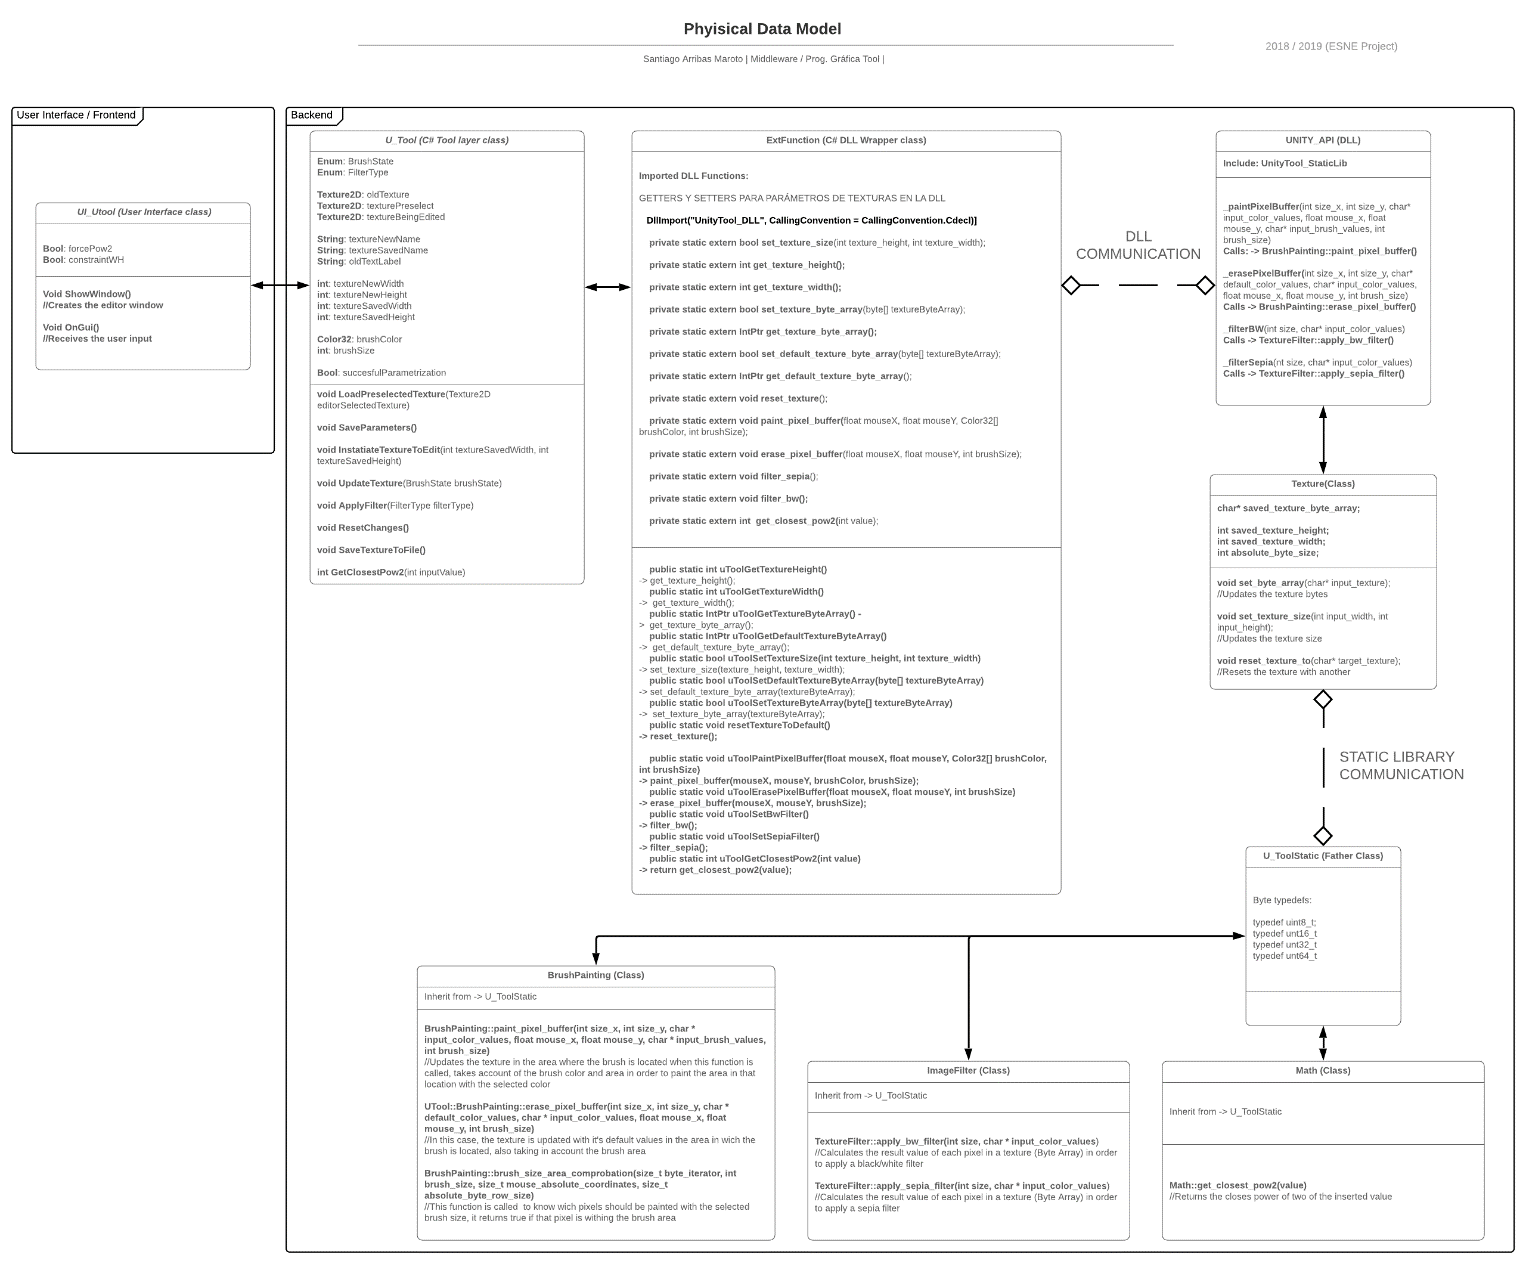 Phyisical Data Model
Santiago Arribas Maroto | Middleware / Prog. Gráfica Tool |
2018 / 2019 (ESNE Project)
User Interface / Frontend
UI_Utool (User Interface class)
Bool: forcePow2
Bool: constraintWH
Void ShowWindow()
//Creates the editor window
Void OnGui()
//Receives the user input
Backend
U_Tool (C# Tool layer class)
Enum: BrushState
Enum: FilterType
Texture2D: oldTexture
Texture2D: texturePreselect
Texture2D: textureBeingEdited
String: textureNewName
String: textureSavedName
String: oldTextLabel
int: textureNewWidth
int: textureNewHeight
int: textureSavedWidth
int: textureSavedHeight
Color32: brushColor
int: brushSize
Bool: succesfulParametrization
void LoadPreselectedTexture(Texture2D
editorSelectedTexture)
void SaveParameters()
void InstatiateTextureToEdit(int textureSavedWidth, int
textureSavedHeight)
void UpdateTexture(BrushState brushState)
void ApplyFilter(FilterType filterType)
void ResetChanges()
void SaveTextureToFile()
int GetClosestPow2(int inputValue)
ExtFunction (C# DLL Wrapper class)
Imported DLL Functions:
GETTERS Y SETTERS PARA PARÁMETROS DE TEXTURAS EN LA DLL
DllImport("UnityTool_DLL", CallingConvention = CallingConvention.Cdecl)]
private static extern bool set_texture_size(int texture_height, int texture_width);
private static extern int get_texture_height();
private static extern int get_texture_width();
private static extern bool set_texture_byte_array(byte[] textureByteArray);
private static extern IntPtr get_texture_byte_array();
private static extern bool set_default_texture_byte_array(byte[] textureByteArray);
private static extern IntPtr get_default_texture_byte_array();
private static extern void reset_texture();
private static extern void paint_pixel_buffer(float mouseX, float mouseY, Color32[]
brushColor, int brushSize);
private static extern void erase_pixel_buffer(float mouseX, float mouseY, int brushSize);
private static extern void filter_sepia();
private static extern void filter_bw();
private static extern int  get_closest_pow2(int value);
public static int uToolGetTextureHeight()
-> get_texture_height();
public static int uToolGetTextureWidth()
->  get_texture_width();
public static IntPtr uToolGetTextureByteArray() -
>  get_texture_byte_array();
public static IntPtr uToolGetDefaultTextureByteArray()
->  get_default_texture_byte_array();
public static bool uToolSetTextureSize(int texture_height, int texture_width)
-> set_texture_size(texture_height, texture_width);
public static bool uToolSetDefaultTextureByteArray(byte[] textureByteArray)
-> set_default_texture_byte_array(textureByteArray);
public static bool uToolSetTextureByteArray(byte[] textureByteArray)
->  set_texture_byte_array(textureByteArray);
public static void resetTextureToDefault()
-> reset_texture();
public static void uToolPaintPixelBuffer(float mouseX, float mouseY, Color32[] brushColor,
int brushSize)
-> paint_pixel_buffer(mouseX, mouseY, brushColor, brushSize);
public static void uToolErasePixelBuffer(float mouseX, float mouseY, int brushSize)
-> erase_pixel_buffer(mouseX, mouseY, brushSize);
public static void uToolSetBwFilter()
-> filter_bw();
public static void uToolSetSepiaFilter()
-> filter_sepia();
public static int uToolGetClosestPow2(int value)
-> return get_closest_pow2(value);
DLL
COMMUNICATION
UNITY_API (DLL)
Include: UnityTool_StaticLib
_paintPixelBuffer(int size_x, int size_y, char*
input_color_values, float mouse_x, float
mouse_y, char* input_brush_values, int
brush_size)
Calls: -> BrushPainting::paint_pixel_buffer()
_erasePixelBuffer(int size_x, int size_y, char*
default_color_values, char* input_color_values,
float mouse_x, float mouse_y, int brush_size)
Calls -> BrushPainting::erase_pixel_buffer()
_filterBW(int size, char* input_color_values)
Calls -> TextureFilter::apply_bw_filter()
_filterSepia(nt size, char* input_color_values)
Calls -> TextureFilter::apply_sepia_filter()
Texture(Class)
char* saved_texture_byte_array;
int saved_texture_height;
int saved_texture_width;
int absolute_byte_size;
void set_byte_array(char* input_texture);
//Updates the texture bytes
void set_texture_size(int input_width, int
input_height);
//Updates the texture size
void reset_texture_to(char* target_texture);
//Resets the texture with another
STATIC LIBRARY
COMMUNICATION
U_ToolStatic (Father Class)
Byte typedefs:
typedef uint8_t;
typedef unt16_t
typedef unt32_t
typedef unt64_t
BrushPainting (Class)
Inherit from -> U_ToolStatic
BrushPainting::paint_pixel_buffer(int size_x, int size_y, char *
input_color_values, float mouse_x, float mouse_y, char * input_brush_values,
int brush_size)
//Updates the texture in the area where the brush is located when this function is
called, takes account of the brush color and area in order to paint the area in that
location with the selected color
UTool::BrushPainting::erase_pixel_buffer(int size_x, int size_y, char *
default_color_values, char * input_color_values, float mouse_x, float
mouse_y, int brush_size)
//In this case, the texture is updated with it's default values in the area in wich the
brush is located, also taking in account the brush area
BrushPainting::brush_size_area_comprobation(size_t byte_iterator, int
brush_size, size_t mouse_absolute_coordinates, size_t
absolute_byte_row_size)
//This function is called  to know wich pixels should be painted with the selected
brush size, it returns true if that pixel is withing the brush area
ImageFilter (Class)
Inherit from -> U_ToolStatic
TextureFilter::apply_bw_filter(int size, char * input_color_values)
//Calculates the result value of each pixel in a texture (Byte Array) in order
to apply a black/white filter
TextureFilter::apply_sepia_filter(int size, char * input_color_values)
//Calculates the result value of each pixel in a texture (Byte Array) in order
to apply a sepia filter
Math (Class)
Inherit from -> U_ToolStatic
Math::get_closest_pow2(value)
//Returns the closes power of two of the inserted value